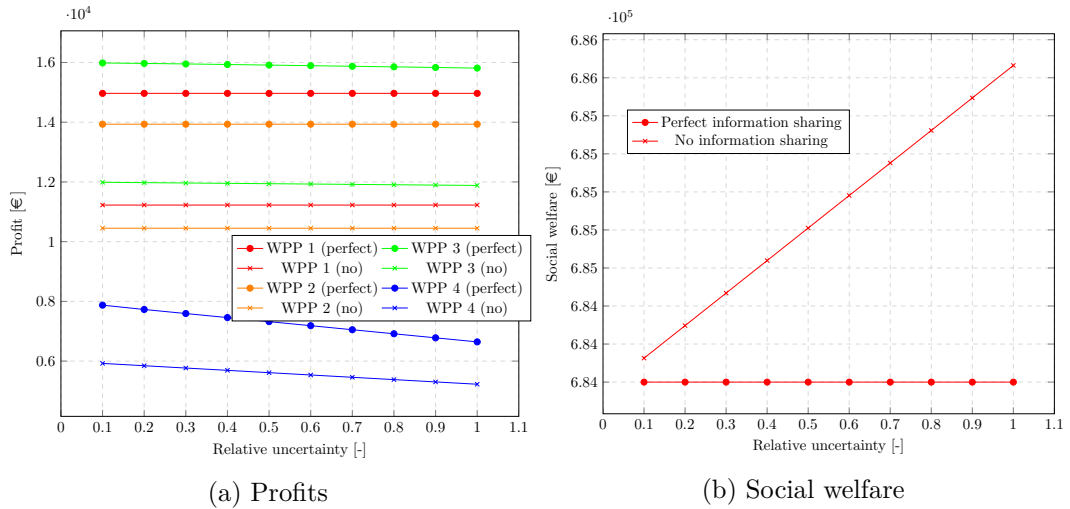 ·10⁴
1.6
1.4
1.2
1
0.8
0.6
0
0.1
0.2
0.3
0.4
0.5
0.6
0.7
0.8
0.9
1
1.1
Profit [€]
Relative uncertainty [-]
WPP 1 (perfect)
WPP 3 (perfect)
WPP 1 (no)
WPP 3 (no)
WPP 2 (perfect)
WPP 4 (perfect)
WPP 2 (no)
WPP 4 (no)
(a) Profits
·10⁵
6.86
6.86
6.85
6.85
6.85
6.85
6.85
6.84
6.84
6.84
0
0.1
0.2
0.3
0.4
0.5
0.6
0.7
0.8
0.9
1
1.1
Social welfare [€]
Relative uncertainty [-]
Perfect information sharing
No information sharing
(b) Social welfare